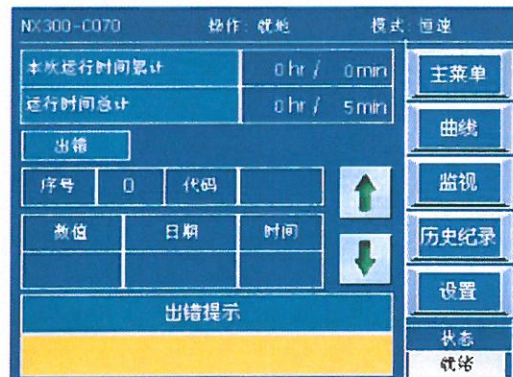 NX300-C070 操作: 就绪 模式: 恒速
本次运行时间累计 0 hr / 0 min
运行时间总计 0 hr / 5 min
出错
序号 0 代码
数值 日期 时间
出错提示
主菜单
曲线
监视
历史纪录
设置
状态
就绪